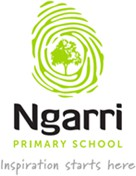 Ngarri
PRIMARY SCHOOL
Inspiration starts here